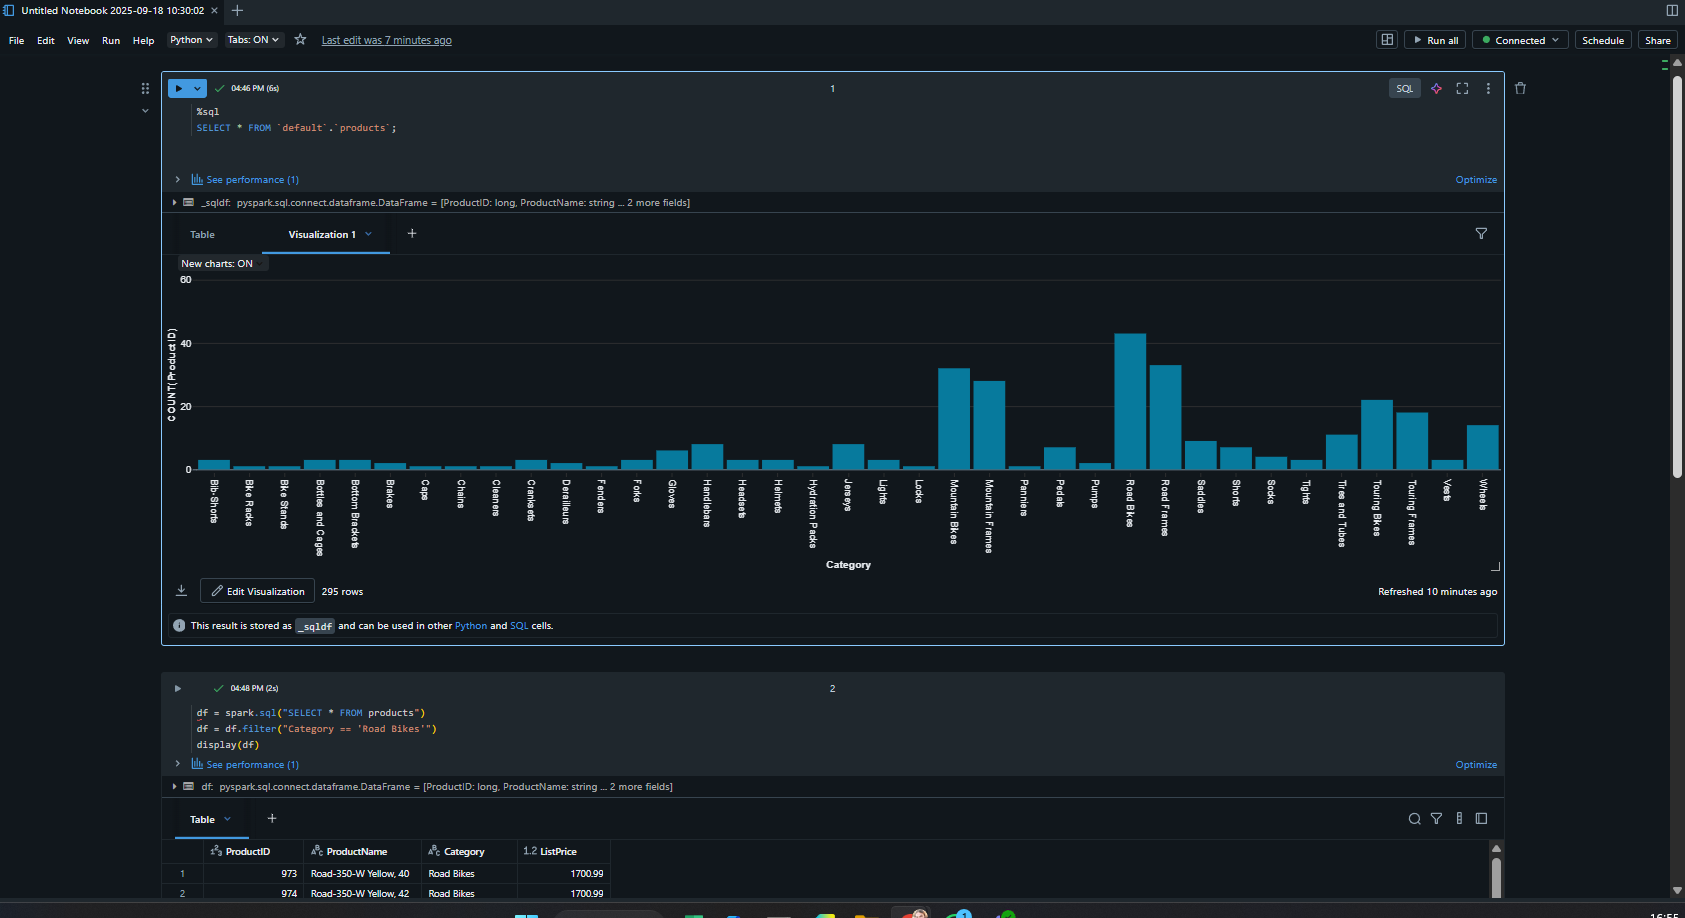 Untitled Notebook 2025-09-18 10:30:02
File Edit View Run Help Python Tabs: ON Last edit was 7 minutes ago
Run all Connected Schedule Share
04:46 PM (6s) 1 SQL
%sql
SELECT * FROM `default`.`products`;
See performance (1) Optimize
_sqldf: pyspark.sql.connect.dataframe.DataFrame = [ProductID: long, ProductName: string ... 2 more fields]
Table Visualization 1 +
New charts: ON
60
40
20
0
COUNT(ProductID)
Bib-Shorts
Bike Racks
Bike Stands
Bottles and Cages
Bottom Brackets
Brakes
Caps
Chains
Cleaners
Cranksets
Derailleurs
Fenders
Forks
Gloves
Handlebars
Headsets
Helmets
Hydration Packs
Jerseys
Lights
Locks
Mountain Bikes
Mountain Frames
Panniers
Pedals
Pumps
Road Bikes
Road Frames
Saddles
Shorts
Socks
Tights
Tires and Tubes
Touring Bikes
Touring Frames
Vests
Wheels
Category
Edit Visualization 295 rows Refreshed 10 minutes ago
This result is stored as _sqldf and can be used in other Python and SQL cells.
04:48 PM (2s) 2
df = spark.sql("SELECT * FROM products")
df = df.filter("Category == 'Road Bikes'")
display(df)
See performance (1) Optimize
df: pyspark.sql.connect.dataframe.DataFrame = [ProductID: long, ProductName: string ... 2 more fields]
Table +
ProductID ProductName Category 1.2 ListPrice
1 973 Road-350-W Yellow, 40 Road Bikes 1700.99
2 974 Road-350-W Yellow, 42 Road Bikes 1700.99